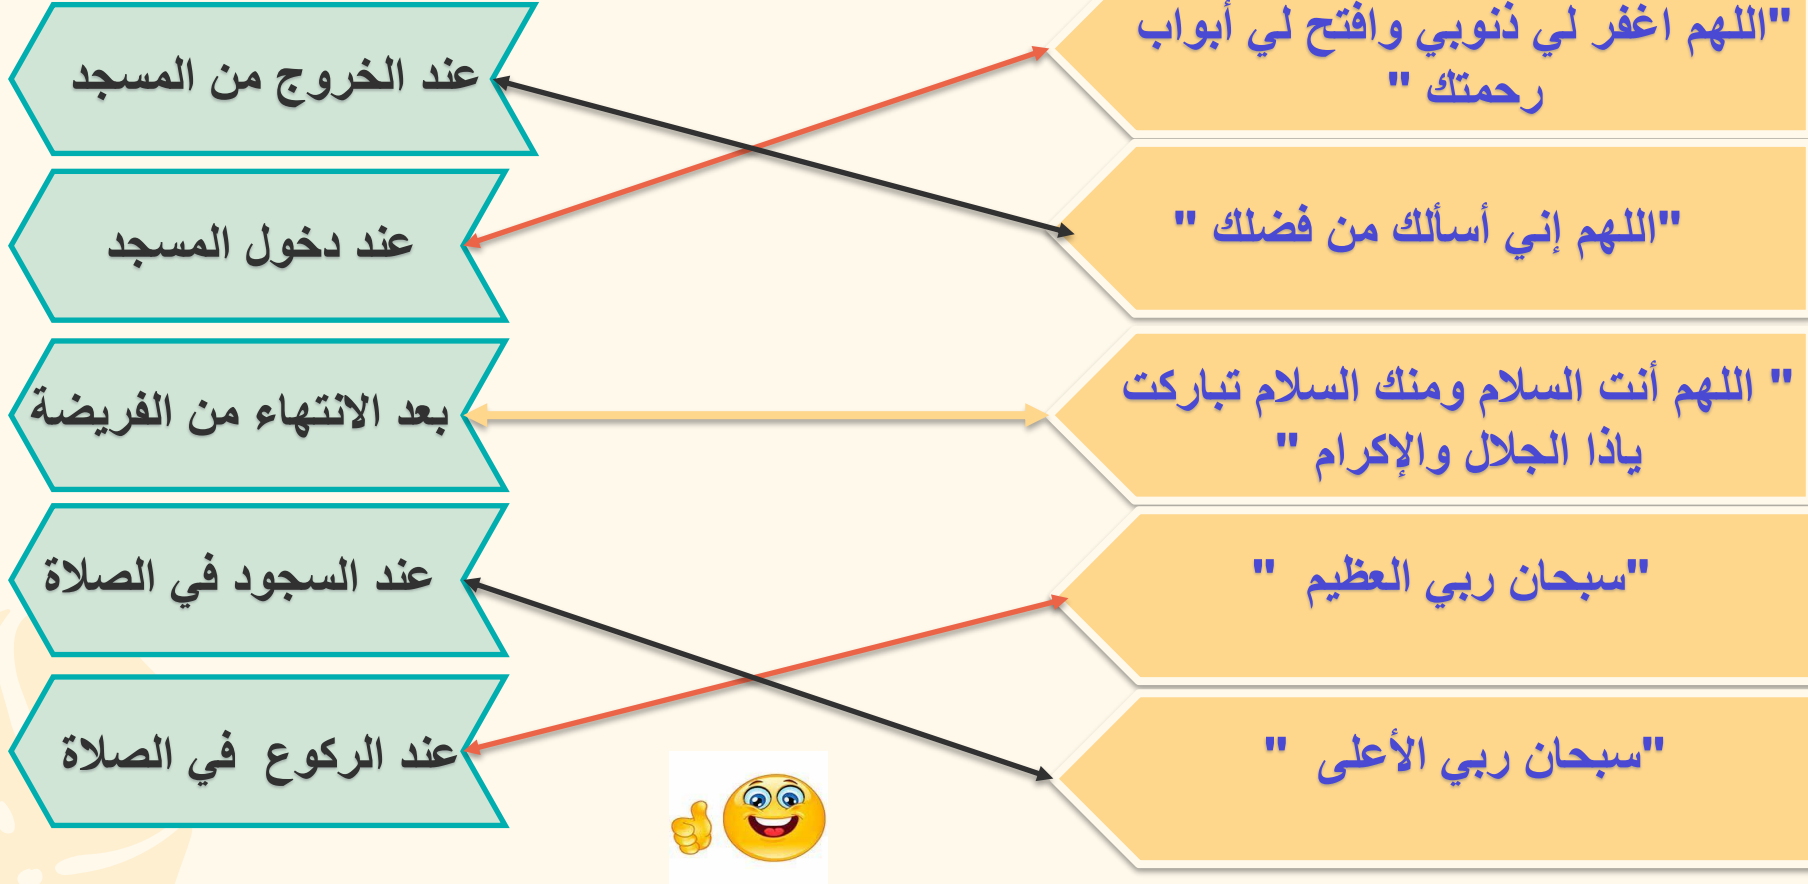 "اللهم اغفر لي ذنوبي وافتح لي أبواب
رحمتك "
عند الخروج من المسجد
"اللهم إني أسألك من فضلك "
عند دخول المسجد
" اللهم أنت السلام ومنك السلام تباركت
ياذا الجلال والإكرام "
بعد الانتهاء من الفريضة
"سبحان ربي العظيم "
عند السجود في الصلاة
"سبحان ربي الأعلى "
عند الركوع في الصلاة